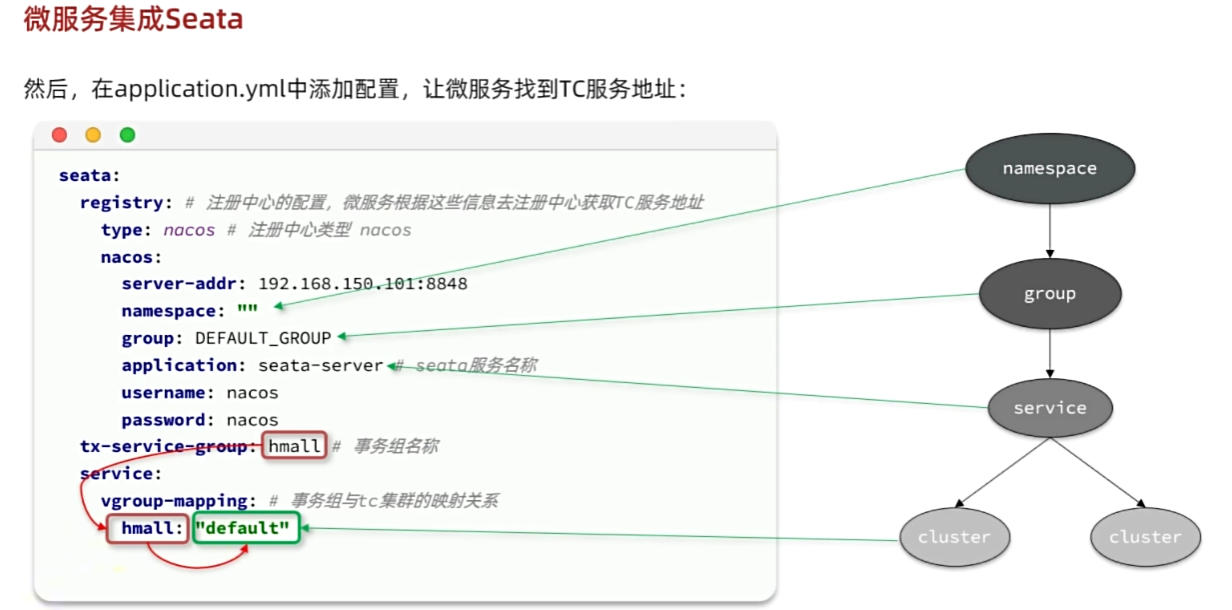 微服务集成Seata
然后，在application.yml中添加配置，让微服务找到TC服务地址：
seata:
registry: # 注册中心的配置，微服务根据这些信息去注册中心获取TC服务地址
type: nacos # 注册中心类型 nacos
nacos:
server-addr: 192.168.150.101:8848
namespace: ""
group: DEFAULT_GROUP
application: seata-server # seata服务名称
username: nacos
password: nacos
tx-service-group: hmall # 事务组名称
service:
vgroup-mapping: # 事务组与tc集群的映射关系
hmall: "default"
namespace
group
service
cluster
cluster